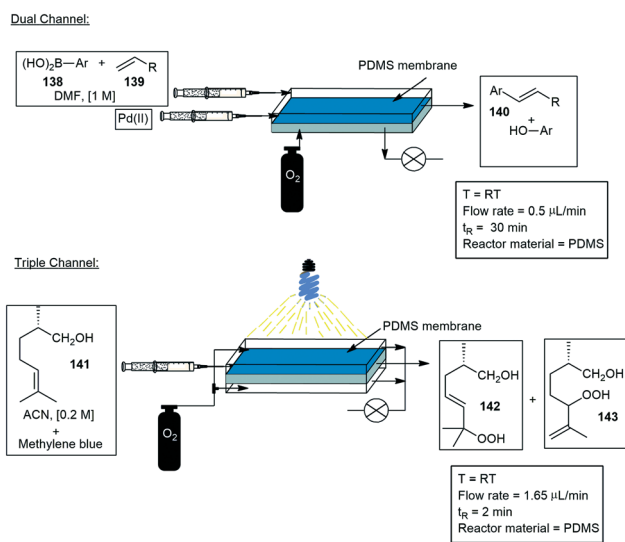 Dual Channel:
(HO)₂B—Ar + R
138 139
DMF, [1 M]
Pd(II)
PDMS membrane
O₂
Ar R
140
+
HO—Ar
T = RT
Flow rate = 0.5 µL/min
tR = 30 min
Reactor material = PDMS
Triple Channel:
CH₂OH
141
ACN, [0.2 M]
+
Methylene blue
O₂
PDMS membrane
CH₂OH
142
OOH
+
CH₂OH
OOH
143
T = RT
Flow rate = 1.65 µL/min
tR = 2 min
Reactor material = PDMS